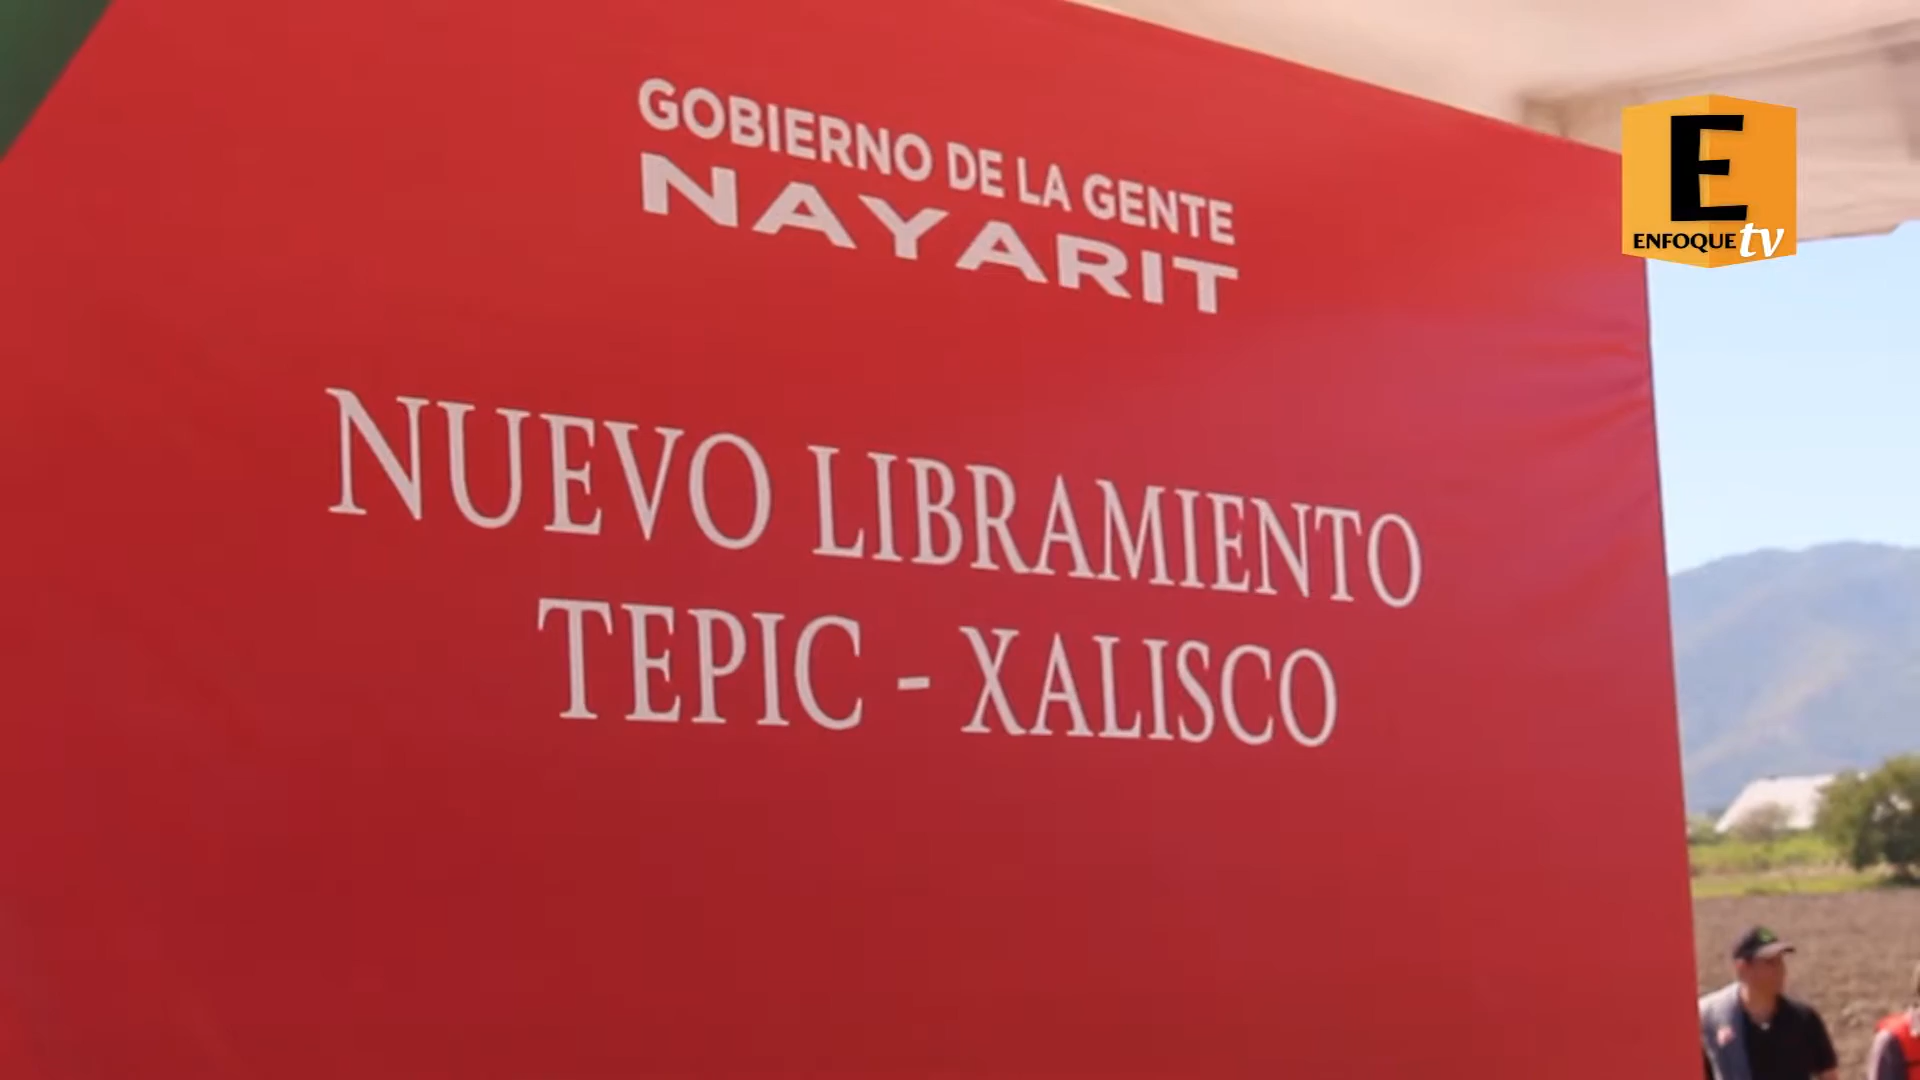 GOBIERNO DE LA GENTE
NAYARIT
NUEVO LIBRAMIENTO
TEPIC - XALISCO
E
ENFOQUE tv